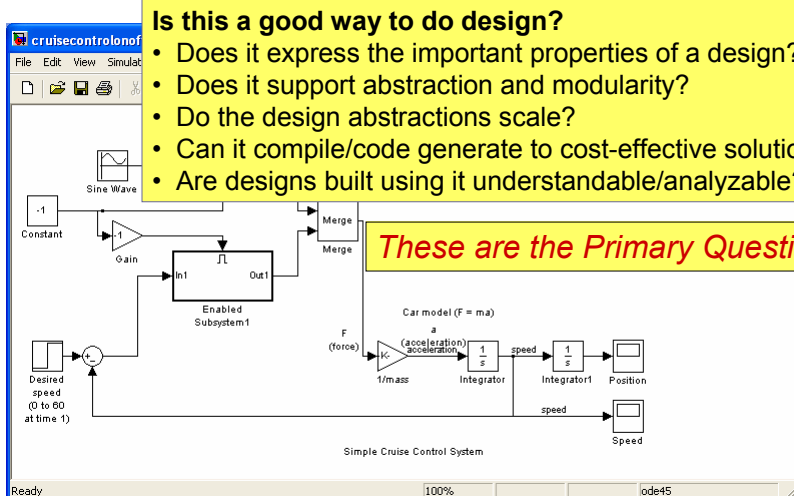 Is this a good way to do design?
• Does it express the important properties of a design?
• Does it support abstraction and modularity?
• Do the design abstractions scale?
• Can it compile/code generate to cost-effective
• Are designs built using it understandable/analyzable?
These are the Primary
cruisecontrolonof
File Edit View Simulat
Sine Wave
-1
Constant
-1
Gain
Merge
Merge
In1
Out1
Enabled
Subsystem1
Car model (F = ma)
a
(acceleration)
acceleration
F
(force)
K-
1/mass
1
s
Integrator
speed
1
s
Integrator1
Position
Desired
speed
(0 to 60
at time 1)
+
-
speed
Speed
Simple Cruise Control System
Ready
100%
ode45